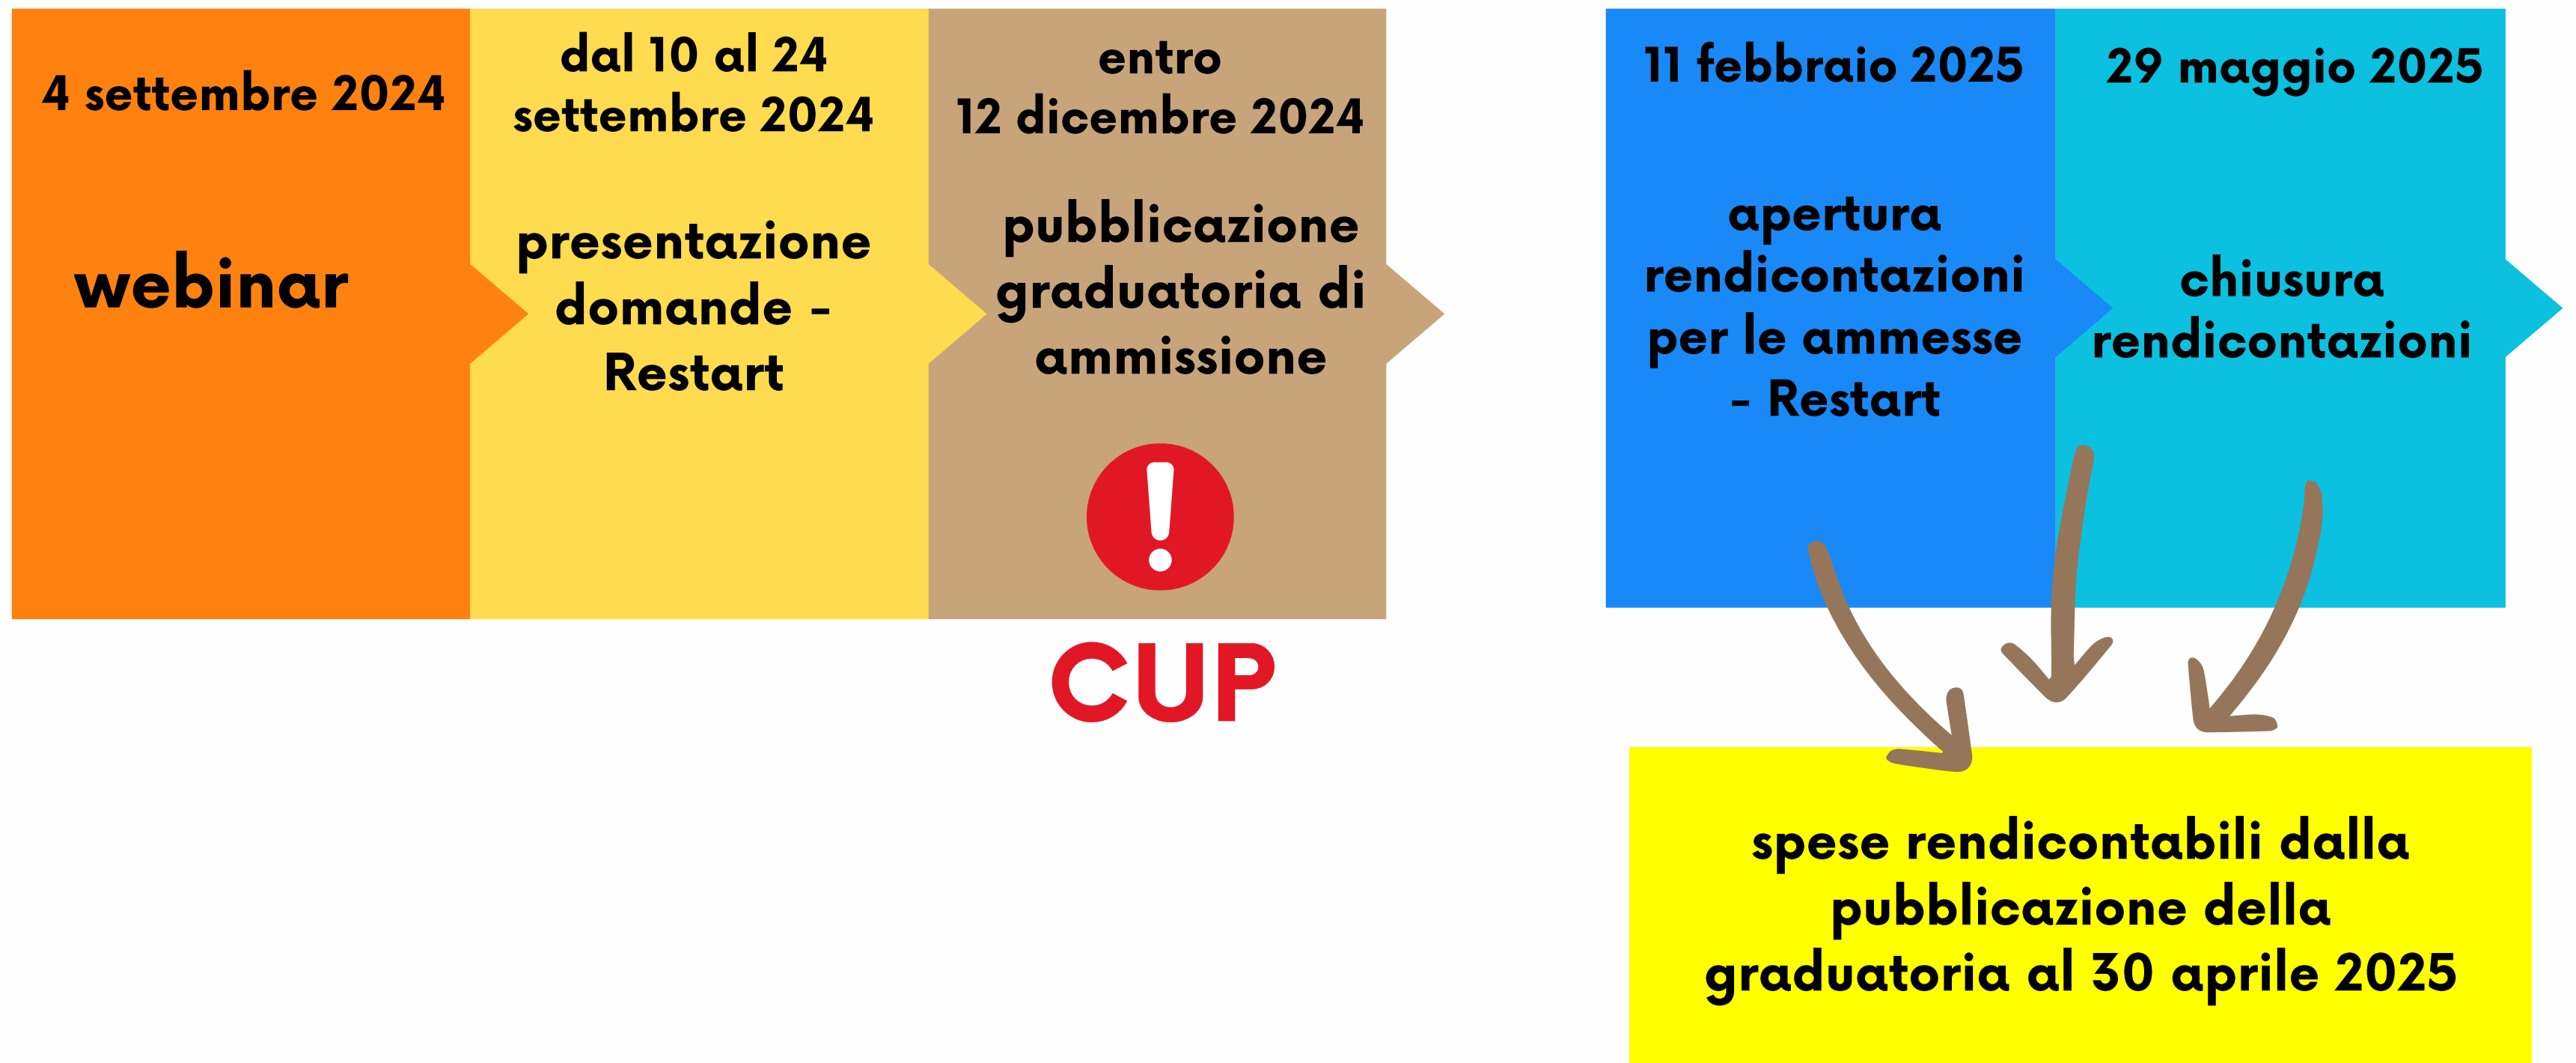 4 settembre 2024
webinar
dal 10 al 24
settembre 2024
presentazione
domande -
Restart
entro
12 dicembre 2024
pubblicazione
graduatoria di
ammissione
!
CUP
11 febbraio 2025
apertura
rendicontazioni
per le ammesse
- Restart
29 maggio 2025
chiusura
rendicontazioni
spese rendicontabili dalla
pubblicazione della
graduatoria al 30 aprile 2025